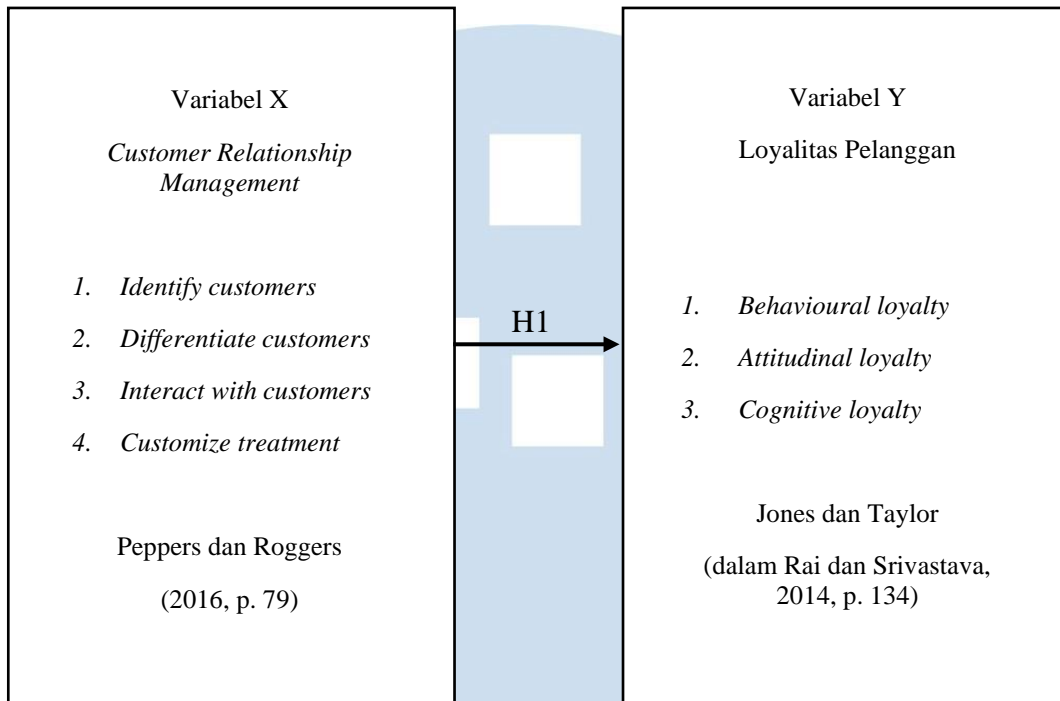 Variabel X
Customer Relationship
Management
1. Identify customers
2. Differentiate customers
3. Interact with customers
4. Customize treatment
Peppers dan Roggers
(2016, p. 79)
H1
Variabel Y
Loyalitas Pelanggan
1. Behavioural loyalty
2. Attitudinal loyalty
3. Cognitive loyalty
Jones dan Taylor
(dalam Rai dan Srivastava,
2014, p. 134)